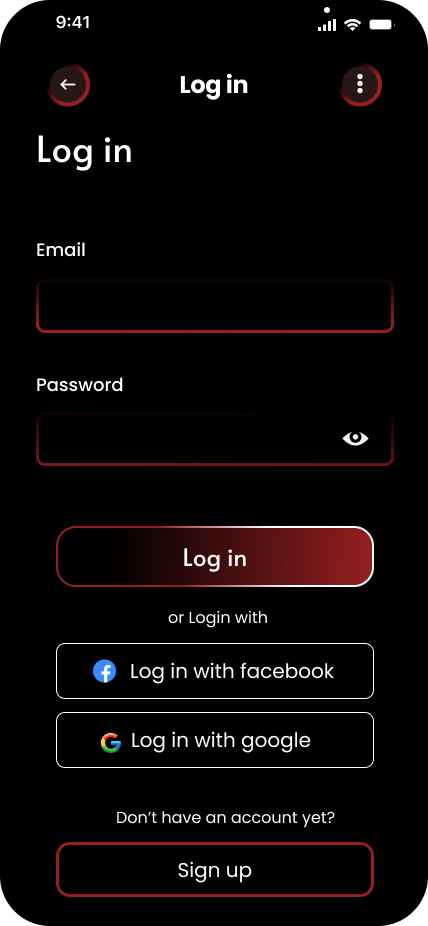 9:41
Log in
Log in
Email
Password
Log in
or Login with
Log in with facebook
Log in with google
Don't have an account yet?
Sign up